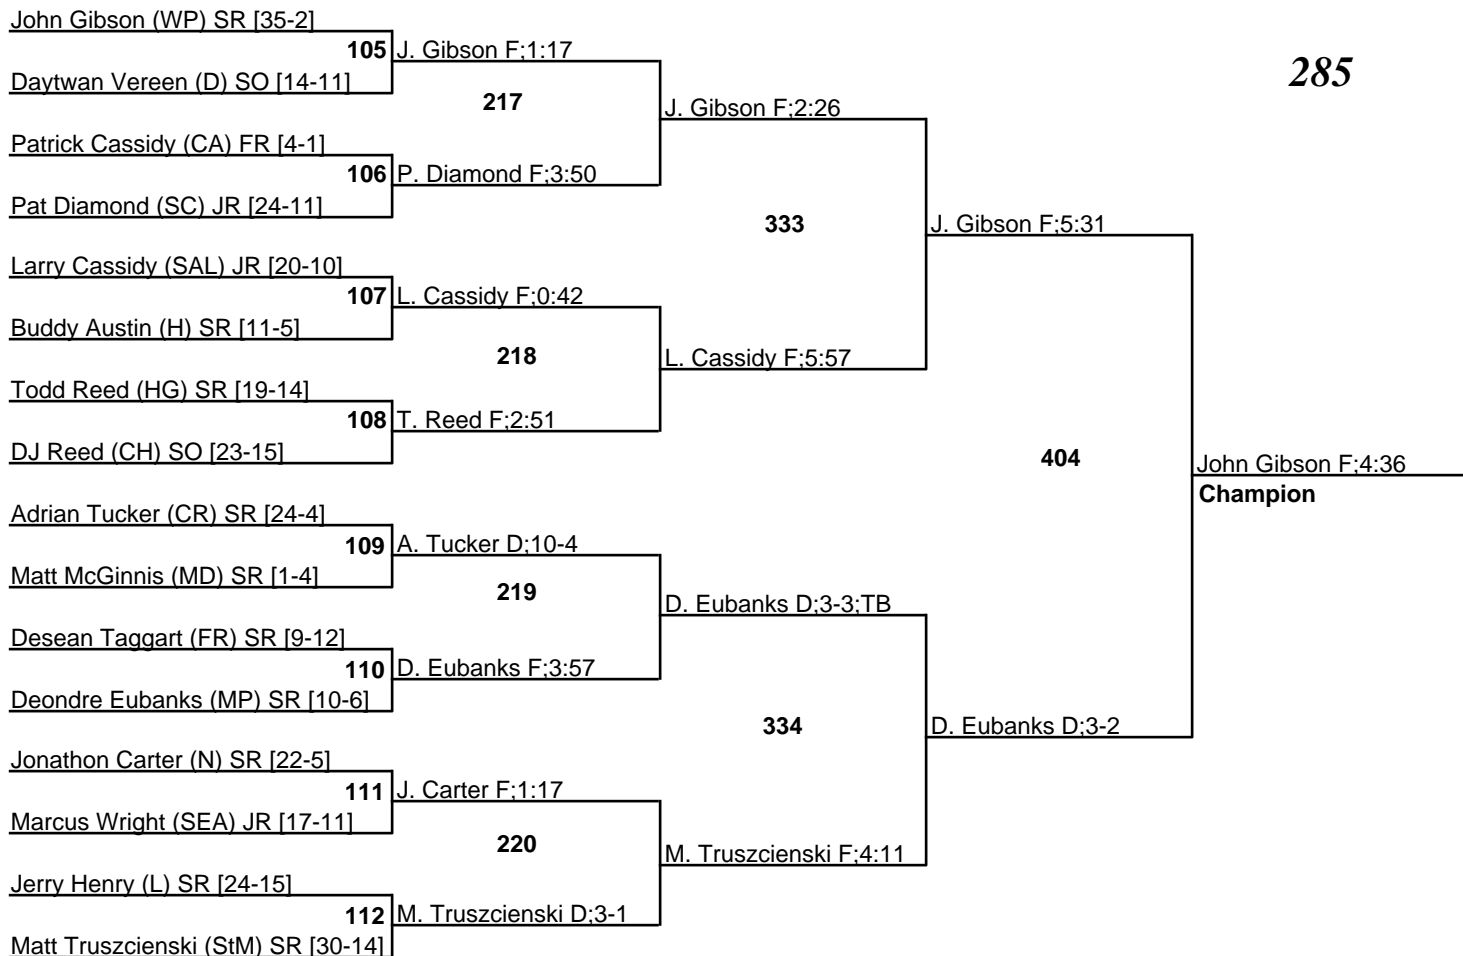 John Gibson (WP) SR [35-2]
105 J. Gibson F;1:17
285
Daytwan Vereen (D) SO [14-11]
217
J. Gibson F;2:26
Patrick Cassidy (CA) FR [4-1]
106 P. Diamond F;3:50
Pat Diamond (SC) JR [24-11]
333
J. Gibson F;5:31
Larry Cassidy (SAL) JR [20-10]
107 L. Cassidy F;0:42
Buddy Austin (H) SR [11-5]
218
L. Cassidy F;5:57
Todd Reed (HG) SR [19-14]
108 T. Reed F;2:51
DJ Reed (CH) SO [23-15]
404
John Gibson F;4:36
Champion
Adrian Tucker (CR) SR [24-4]
109 A. Tucker D;10-4
Matt McGinnis (MD) SR [1-4]
219
D. Eubanks D;3-3;TB
Desean Taggart (FR) SR [9-12]
110 D. Eubanks F;3:57
Deondre Eubanks (MP) SR [10-6]
334
D. Eubanks D;3-2
Jonathon Carter (N) SR [22-5]
111 J. Carter F;1:17
Marcus Wright (SEA) JR [17-11]
220
M. Truszcienski F;4:11
Jerry Henry (L) SR [24-15]
112 M. Truszcienski D;3-1
Matt Truszcienski (StM) SR [30-14]